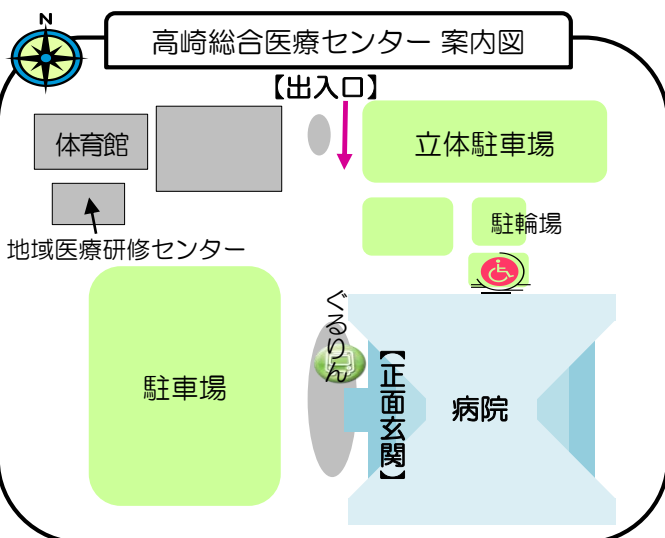 N
高崎総合医療センター 案内図
【出入口】
体育館
立体駐車場
駐輪場
地域医療研修センター
ぐるりん
駐車場
【正面玄関】
病院